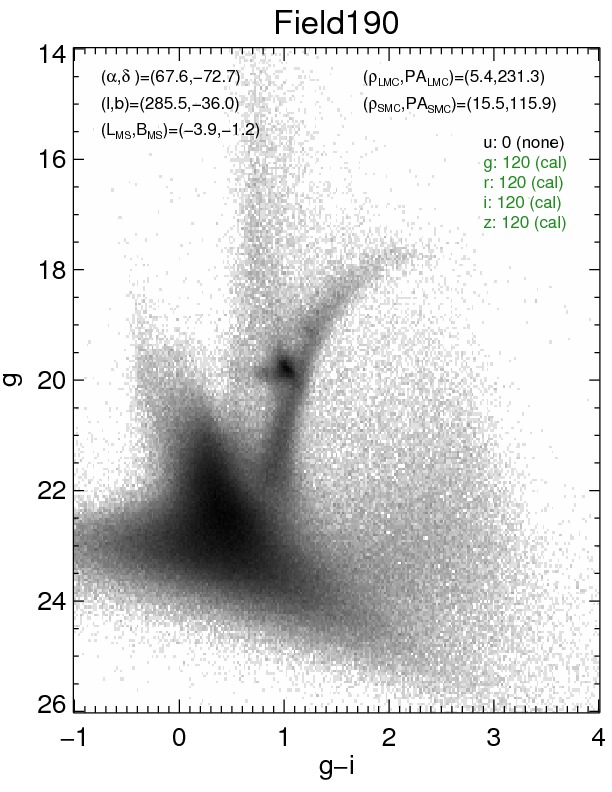 Field190
(α,δ )=(67.6,−72.7)
(l,b)=(285.5,−36.0)
(LMS,BMS)=(−3.9,−1.2)
(ρLMC,PALMC)=(5.4,231.3)
(ρSMC,PASMC)=(15.5,115.9)
u: 0 (none)
g: 120 (cal)
r: 120 (cal)
i: 120 (cal)
z: 120 (cal)
14
16
18
20
22
24
26
g
−1 0 1 2 3 4
g−i